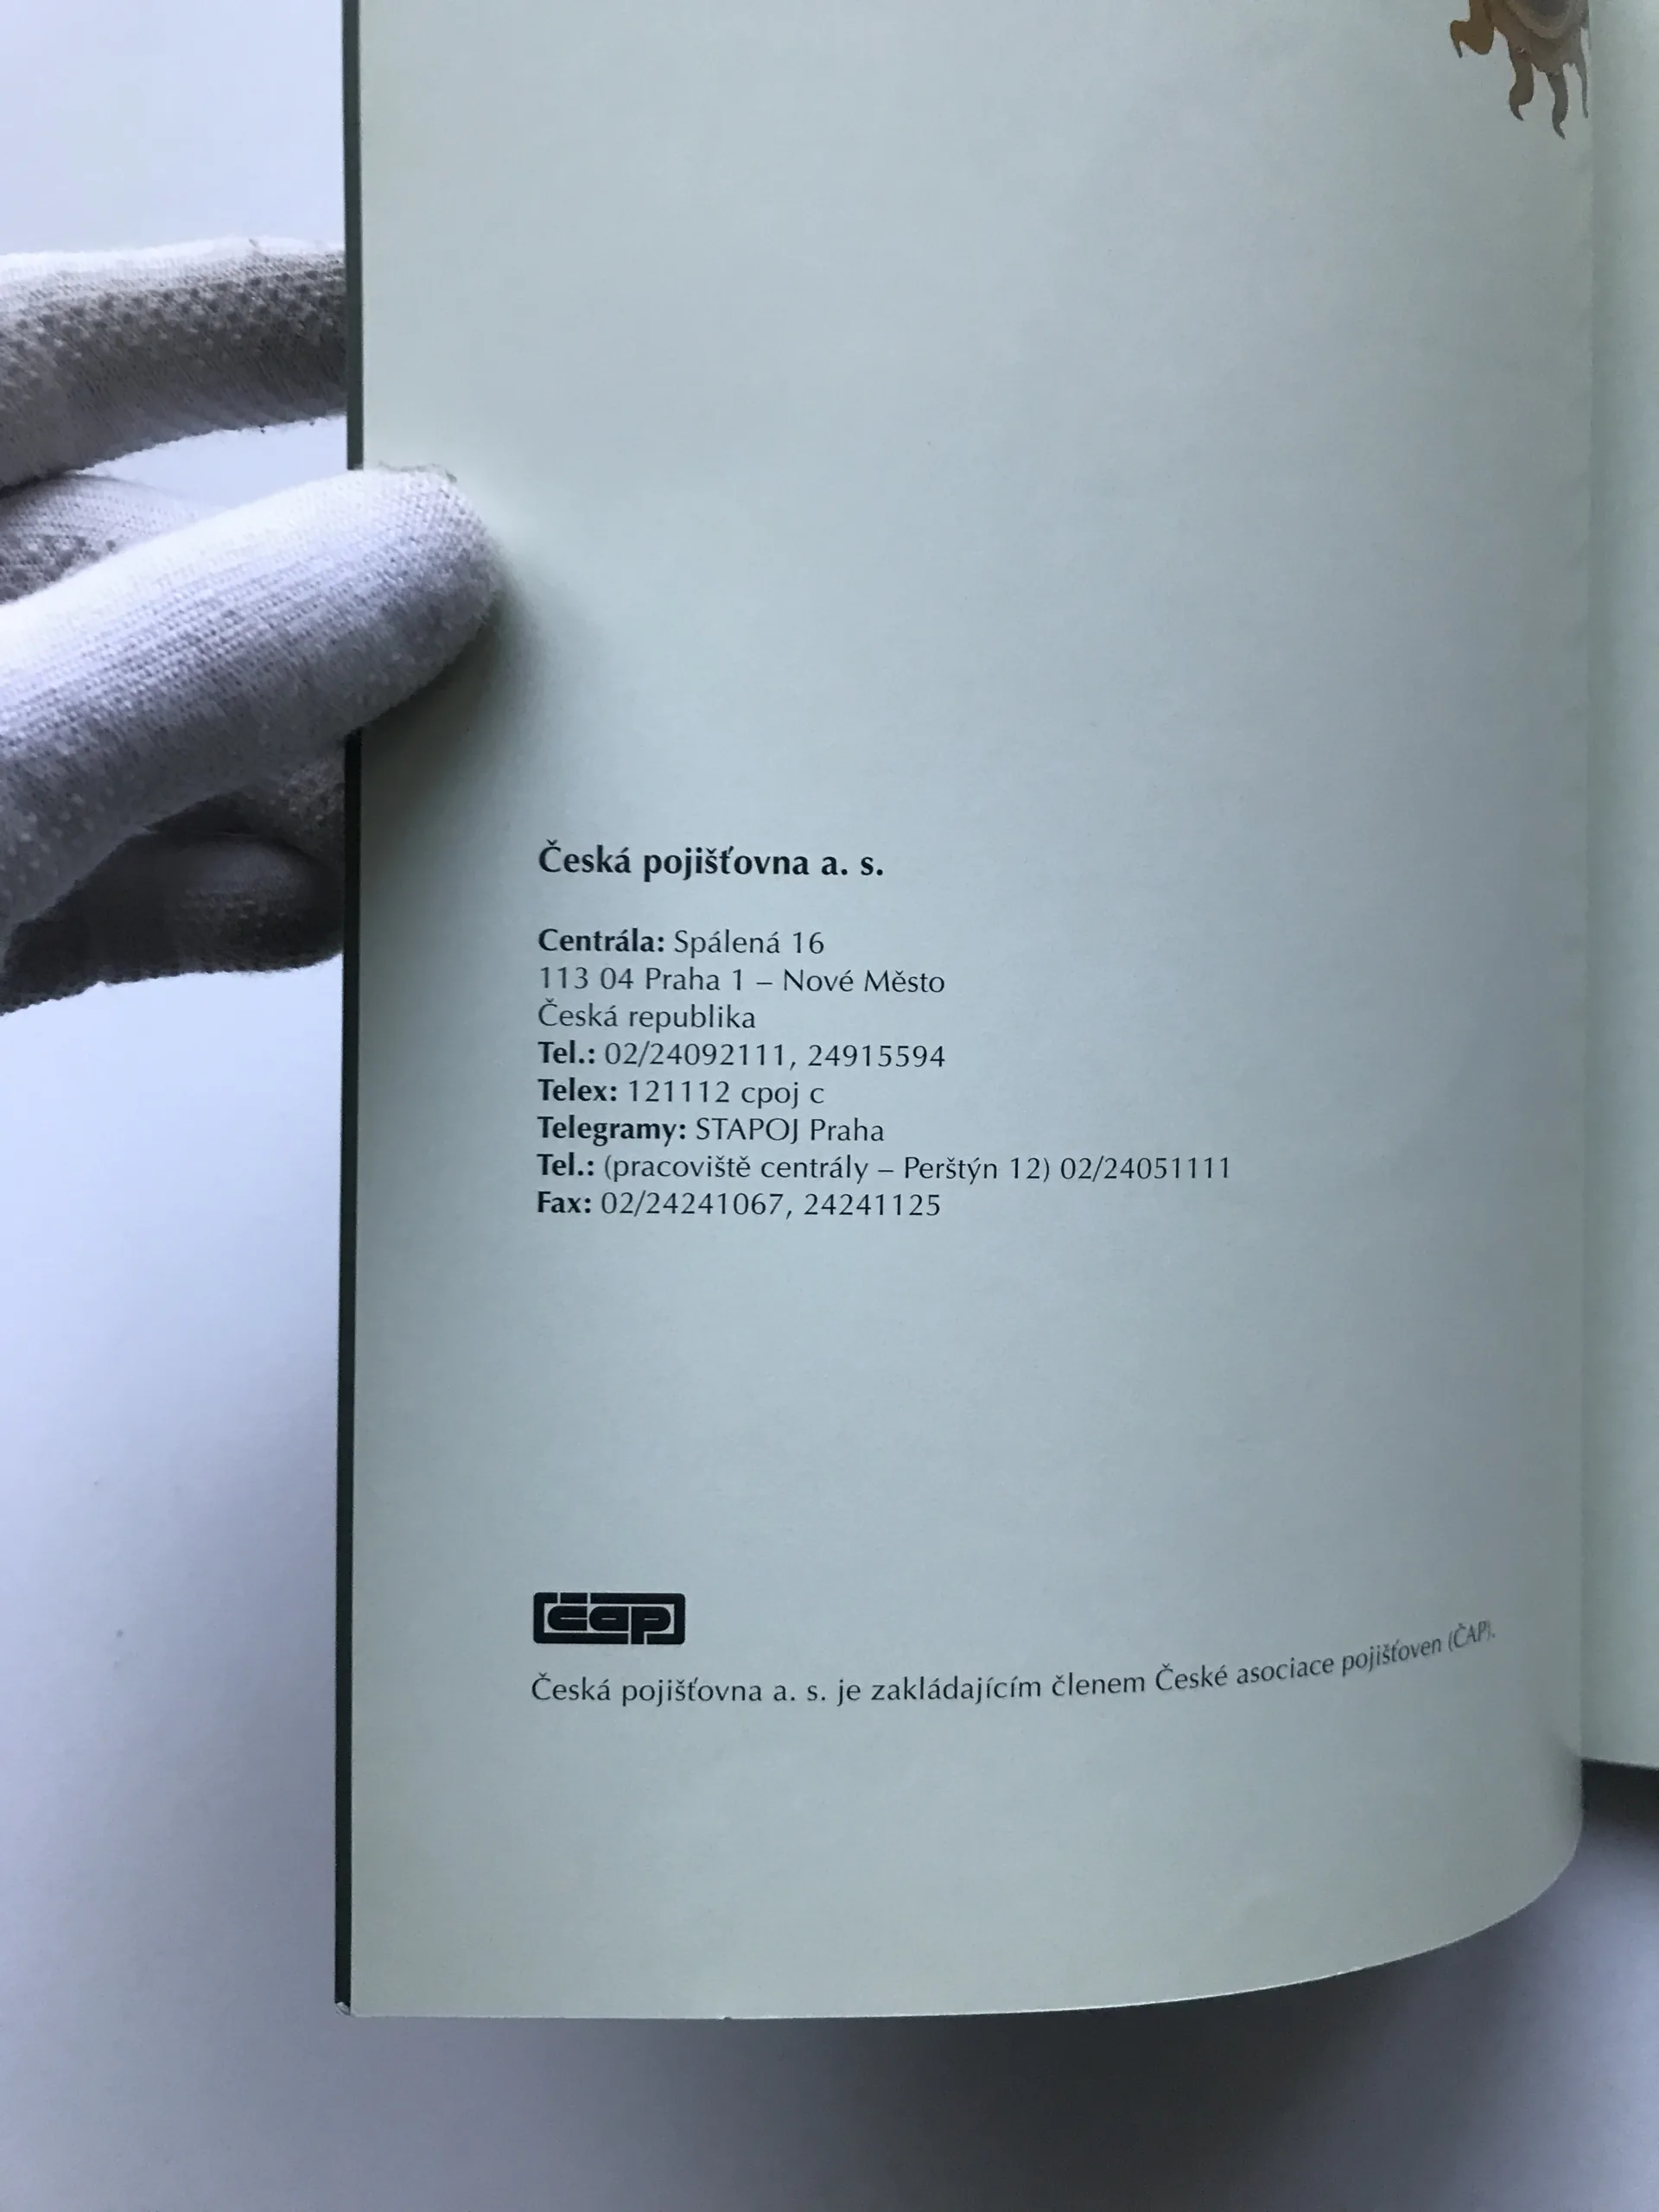 Česká pojišťovna a. s.
Centrála: Spálená 16
113 04 Praha 1 – Nové Město
Česká republika
Tel.: 02/24092111, 24915594
Telex: 121112 cpoj c
Telegramy: STAPOJ Praha
Tel.: (pracoviště centrály – Perštýn 12) 02/24051111
Fax: 02/24241067, 24241125
čap
Česká pojišťovna a. s. je zakládajícím členem České asociace pojišťoven (ČAP).